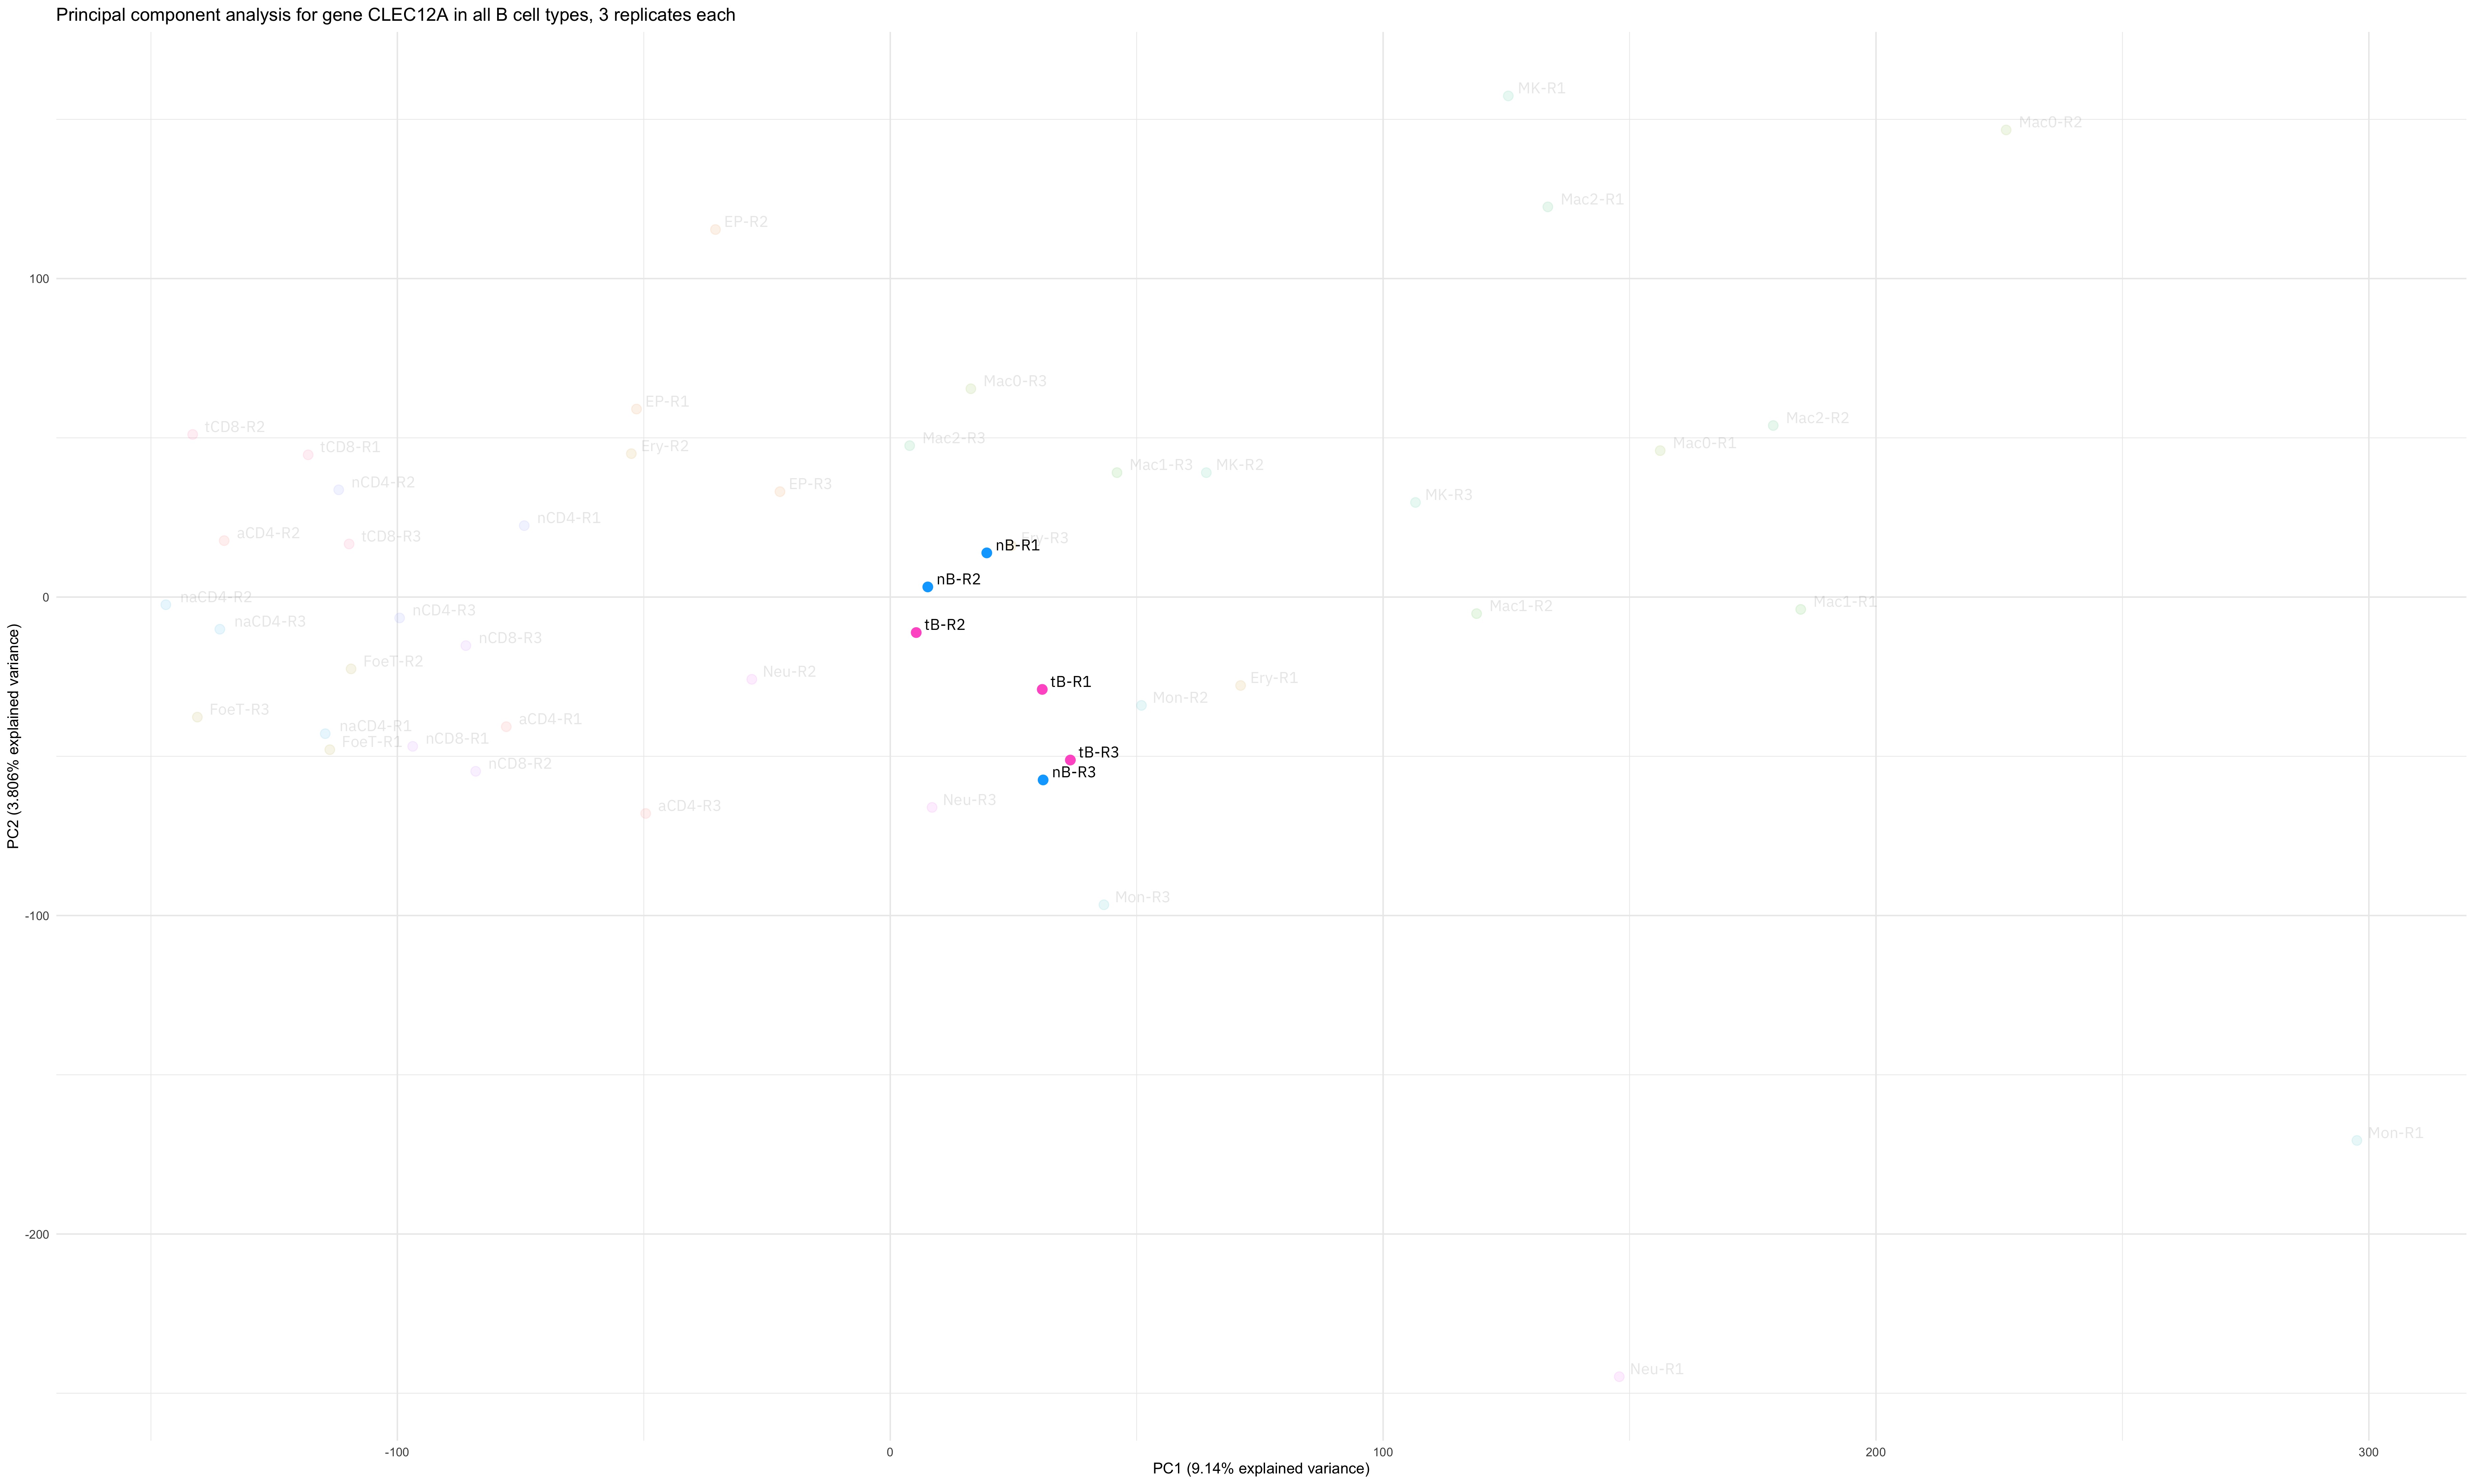 Principal component analysis for gene CLEC12A in all B cell types, 3 replicates each
MK-R1
Mac0-R2
Mac2-R1
EP-R2
100
Mac0-R3
EP-R1
Mac2-R2
tCD8-R2
Mac2-R3
Mac0-R1
tCD8-R1
Ery-R2
Mac1-R3
MK-R2
nCD4-R2
EP-R3
MK-R3
nCD4-R1
aCD4-R2
tCD8-R3
Ery-R3
nB-R1
nB-R2
0
naCD4-R2
Mac1-R2
Mac1-R1
nCD4-R3
naCD4-R3
tB-R2
nCD8-R3
FoeT-R2
Neu-R2
Ery-R1
tB-R1
Mon-R2
FoeT-R3
aCD4-R1
naCD4-R1
FoeT-R1
nCD8-R1
tB-R3
nCD8-R2
nB-R3
Neu-R3
aCD4-R3
Mon-R3
-100
Mon-R1
-200
Neu-R1
PC2 (3.806% explained variance)
-100
0
100
200
300
PC1 (9.14% explained variance)